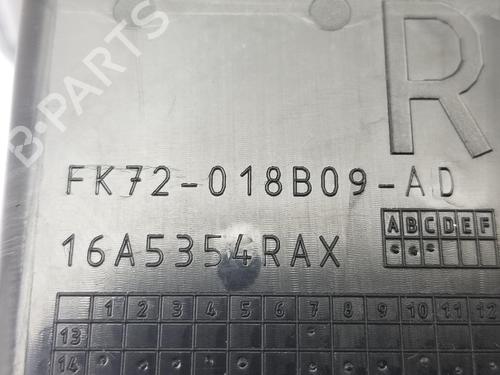 R
FK72-018B09-AD
ABCDEF
16A5354RAX
1 2 3 4 5 6 7 8 9 10 11 12
13
14